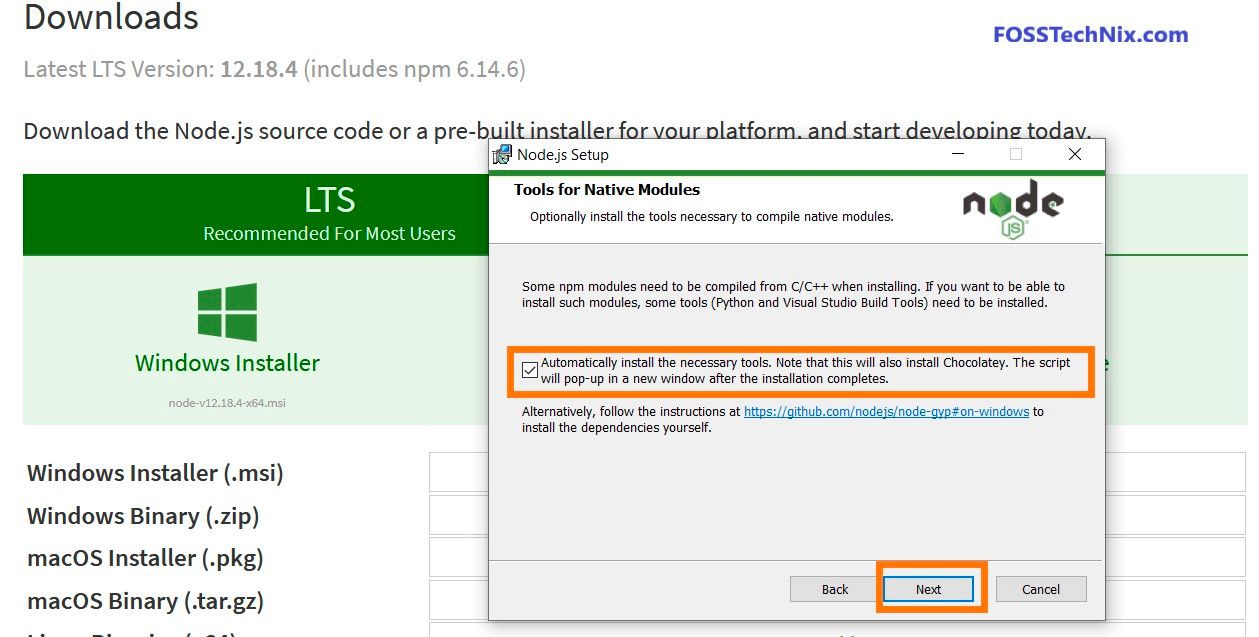 Downloads
FOSSTechNix.com
Latest LTS Version: 12.18.4 (includes npm 6.14.6)
Download the Node.js source code or a pre-built installer for your platform, and start developing today.
LTS
Recommended For Most Users
Windows Installer
node-v12.18.4-x64.msi
Windows Installer (.msi)
Windows Binary (.zip)
macOS Installer (.pkg)
macOS Binary (.tar.gz)
Node.js Setup
Tools for Native Modules
Optionally install the tools necessary to compile native modules.
node
JS
Some npm modules need to be compiled from C/C++ when installing. If you want to be able to
install such modules, some tools (Python and Visual Studio Build Tools) need to be installed.
Automatically install the necessary tools. Note that this will also install Chocolatey. The script
will pop-up in a new window after the installation completes.
Alternatively, follow the instructions at https://github.com/nodejs/node-gyp#on-windows to
install the dependencies yourself.
Back
Next
Cancel